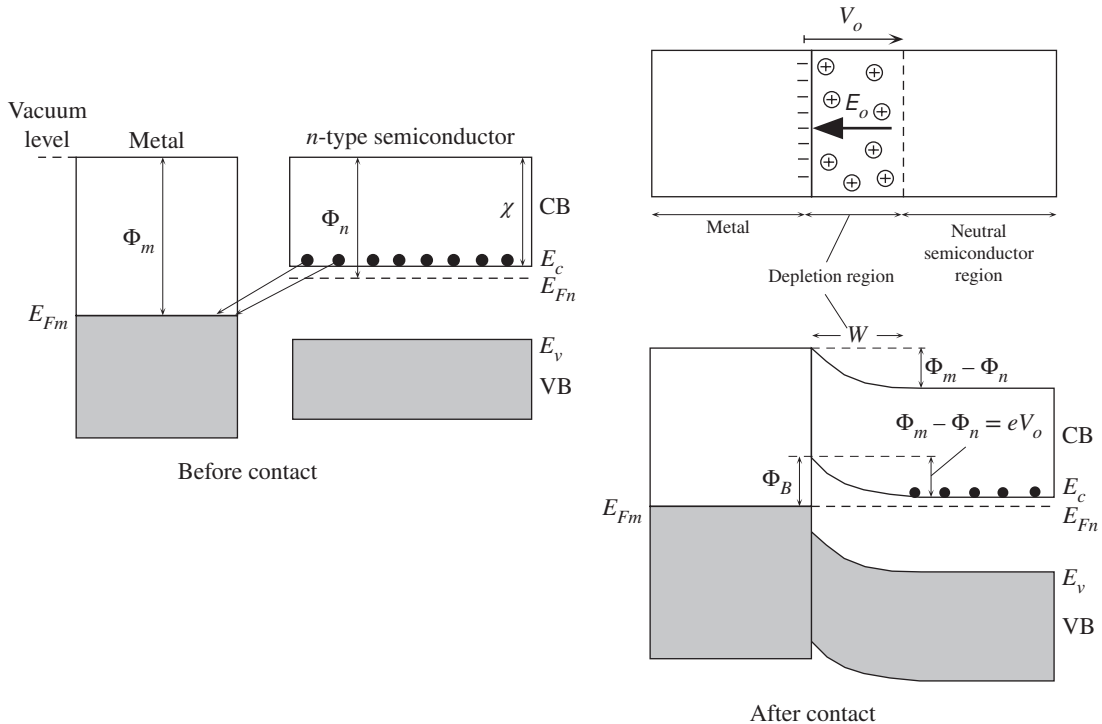 Vacuum
level
Metal
n-type semiconductor
Φm
Φn
χ
CB
Ec
EFn
EFm
Ev
VB
Before contact
Vo
Eo
Metal
Depletion region
Neutral
semiconductor
region
W
Φm – Φn
Φm – Φn = eVo
CB
ΦB
Ec
EFm
EFn
Ev
VB
After contact